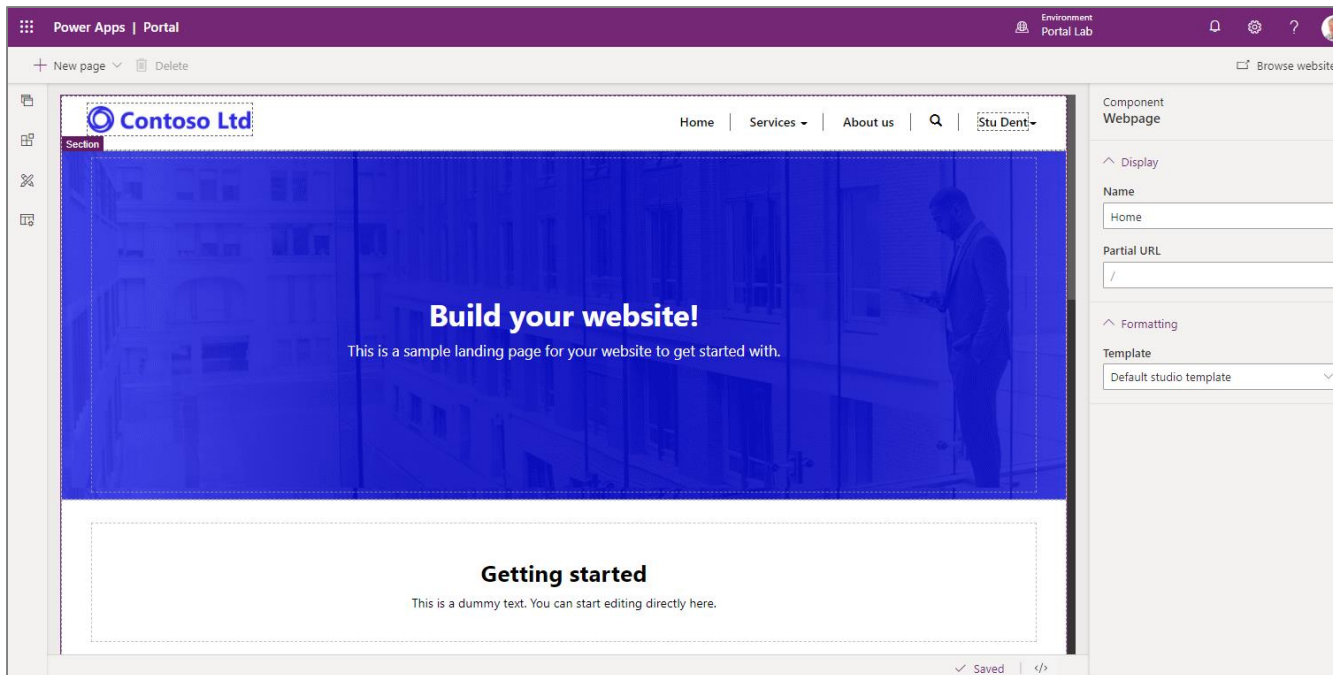 Power Apps | Portal
Environment
Portal Lab
?
New page
Delete
Browse website
Contoso Ltd
Home
Services
About us
Stu Dent
Section
Build your website!
This is a sample landing page for your website to get started with.
Getting started
This is a dummy text. You can start editing directly here.
Saved
</>
Component
Webpage
Display
Name
Home
Partial URL
/
Formatting
Template
Default studio template